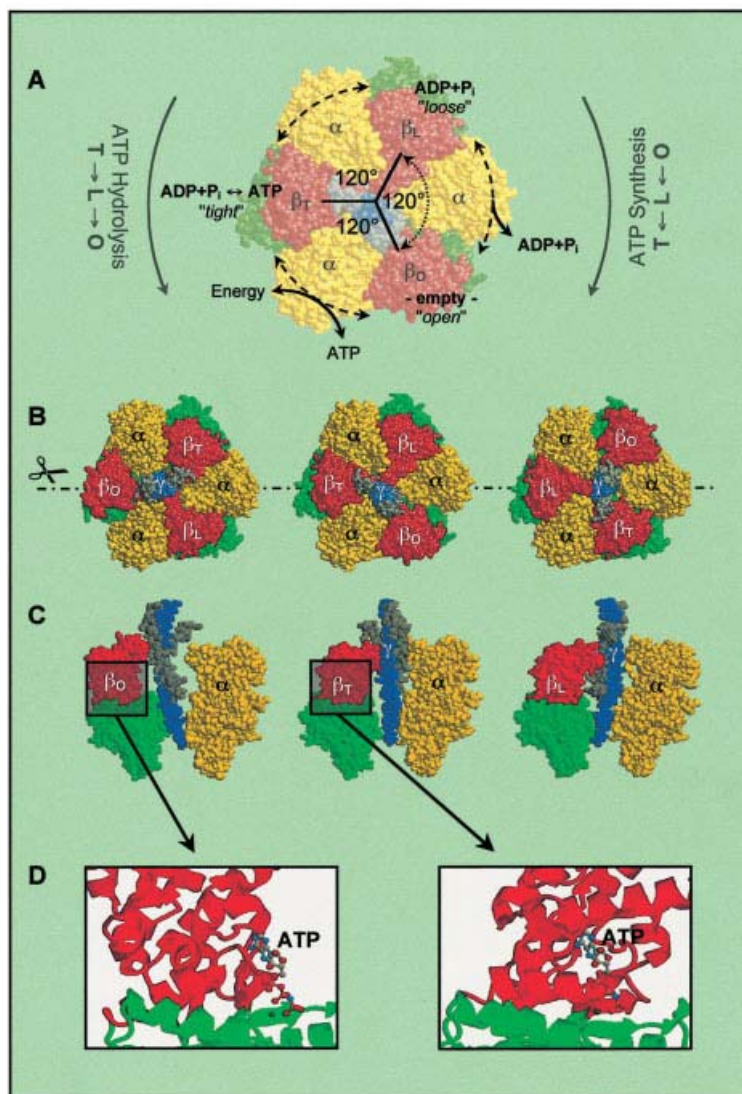 A
ADP+Pi
"loose"
βL
α
ATP Hydrolysis
T→L→O
ATP Synthesis
T←L←O
120°
120°
120°
ADP+Pi ↔ ATP
"tight"
βT
α
α
ADP+Pi
βO
- empty -
"open"
Energy
ATP
B
α
βT
βO
γ
α
α
βL
α
βL
βT
γ
α
α
βO
α
βO
βL
γ
α
α
βT
C
βO
α
γ
βT
α
γ
βL
α
D
ATP
ATP